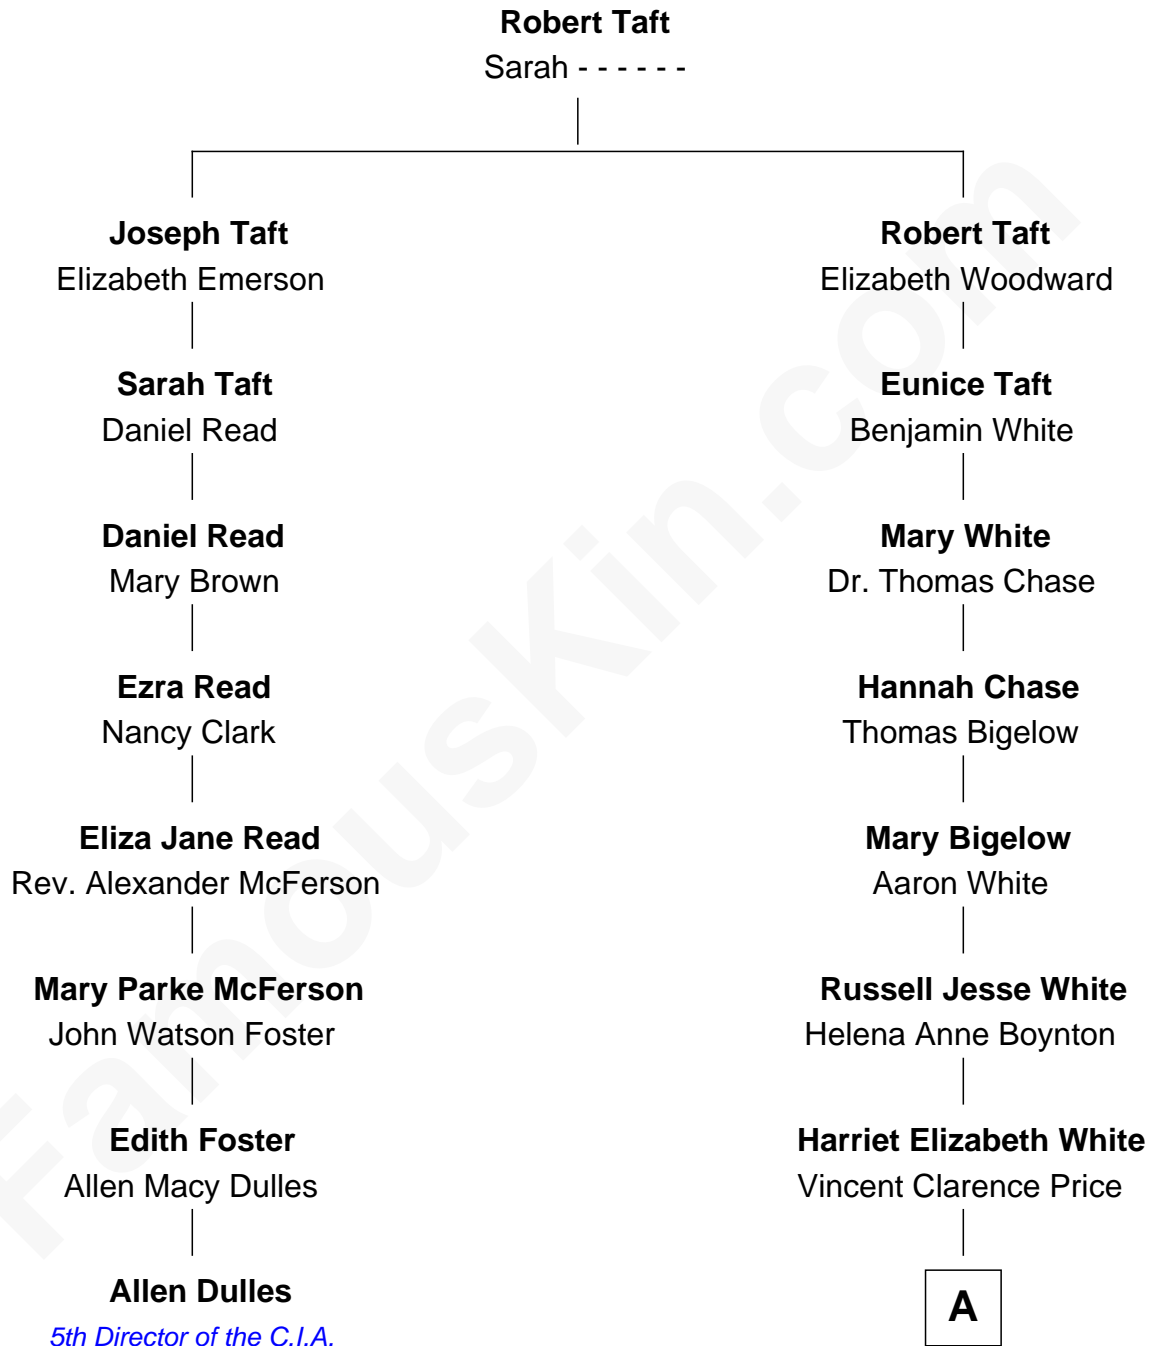 Robert Taft
Sarah - - - - - -
Joseph Taft
Elizabeth Emerson
Robert Taft
Elizabeth Woodward
Sarah Taft
Daniel Read
Eunice Taft
Benjamin White
Daniel Read
Mary Brown
Mary White
Dr. Thomas Chase
Ezra Read
Nancy Clark
Hannah Chase
Thomas Bigelow
Eliza Jane Read
Rev. Alexander McFerson
Mary Bigelow
Aaron White
Mary Parke McFerson
John Watson Foster
Russell Jesse White
Helena Anne Boynton
Edith Foster
Allen Macy Dulles
Harriet Elizabeth White
Vincent Clarence Price
Allen Dulles
5th Director of the C.I.A.
A
FamousKin.com